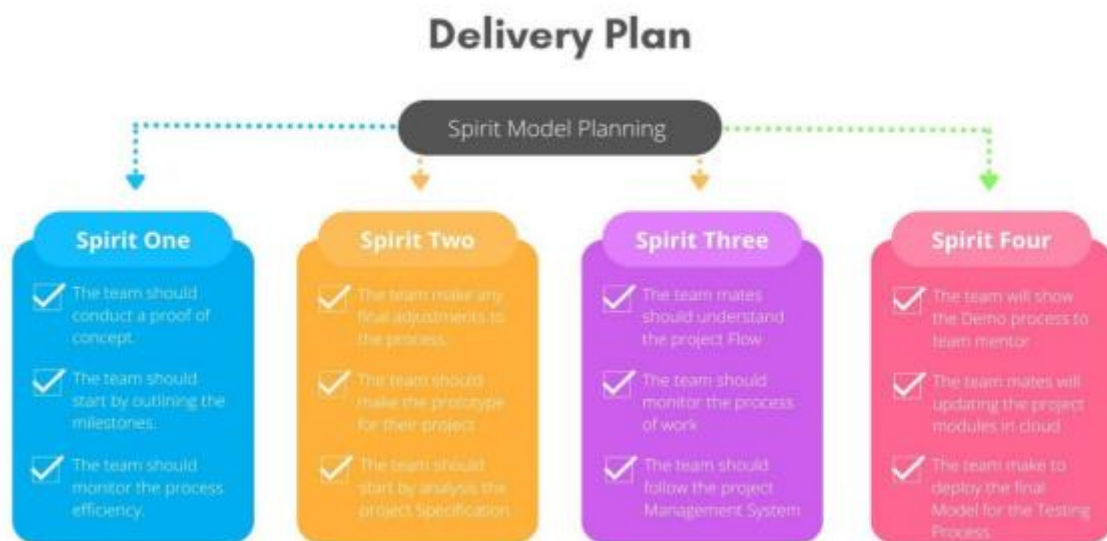 Delivery Plan
Spirit Model Planning
Spirit One
The team should
conduct a proof of
concept.
The team should
start by outlining the
milestones.
The team should
monitor the process
efficiency.
Spirit Two
The team make any
final adjustments to
the process.
The team should
make the prototype
for their project
The team should
start by analysis the
project Specification
Spirit Three
The team mates
should understand
the project Flow
The team should
monitor the process
of work
The team should
follow the project
Management System
Spirit Four
The team will show
the Demo process to
team mentor
The team mates will
updating the project
modules in cloud
The team make to
deploy the final
Model for the Testing
Process.